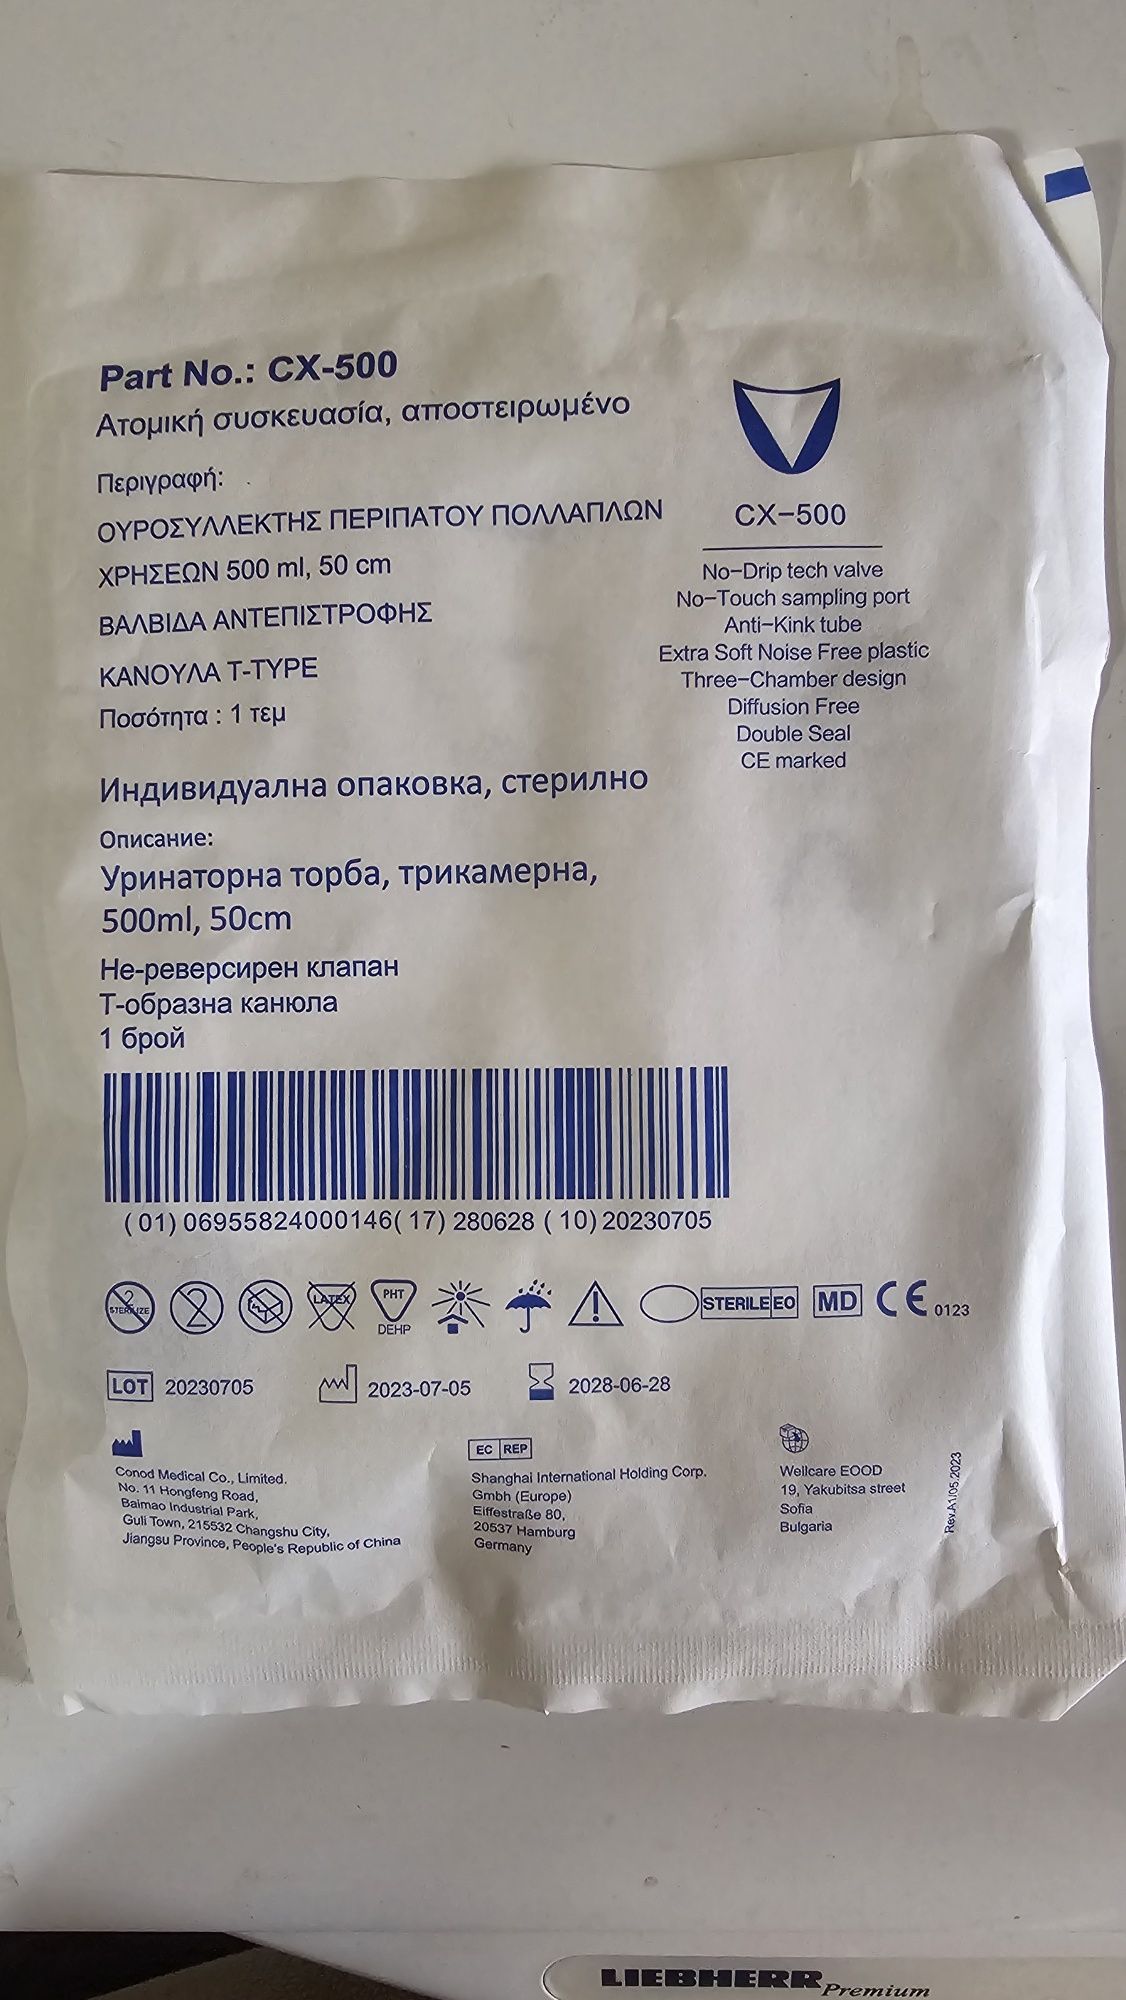 Part No.: CX-500
Ατομική συσκευασία, αποστειρωμένο
Περιγραφή:
ΟΥΡΟΣΥΛΛΕΚΤΗΣ ΠΕΡΙΠΑΤΟΥ ΠΟΛΛΑΠΛΩΝ
ΧΡΗΣΕΩΝ 500 ml, 50 cm
ΒΑΛΒΙΔΑ ΑΝΤΕΠΙΣΤΡΟΦΗΣ
ΚΑΝΟΥΛΑ T-TYPE
Ποσότητα : 1 τεμ
CX-500
No-Drip tech valve
No-Touch sampling port
Anti-Kink tube
Extra Soft Noise Free plastic
Three-Chamber design
Diffusion Free
Double Seal
CE marked
Индивидуална опаковка, стерилно
Описание:
Уринаторна торба, трикамерна,
500ml, 50cm
Не-реверсирен клапан
Т-образна канюла
1 брой
(01)06955824000146(17)280628(10)20230705
2 STERILIZE 2 LATEX PHT STERILE EO MD CE 0123
DEHP
LOT 20230705 2023-07-05 2028-06-28
Conod Medical Co., Limited.
No. 11 Hongfeng Road,
Baimao Industrial Park,
Guli Town, 215532 Changshu City,
Jiangsu Province, People's Republic of China
EC REP
Shanghai International Holding Corp.
Gmbh (Europe)
Eiffestraße 80,
20537 Hamburg
Germany
Wellcare EOOD
19, Yakubitsa street
Sofia
Bulgaria
Rev.A1/05.2023
LIEBHERR Premium